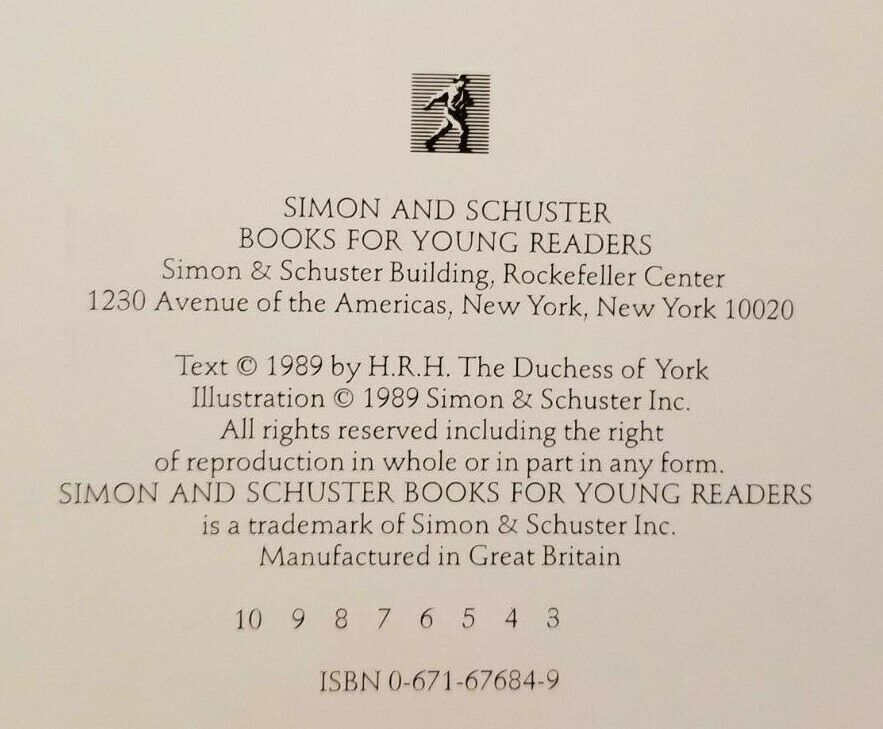 SIMON AND SCHUSTER
BOOKS FOR YOUNG READERS
Simon & Schuster Building, Rockefeller Center
1230 Avenue of the Americas, New York, New York 10020
Text © 1989 by H.R.H. The Duchess of York
Illustration © 1989 Simon & Schuster Inc.
All rights reserved including the right
of reproduction in whole or in part in any form.
SIMON AND SCHUSTER BOOKS FOR YOUNG READERS
is a trademark of Simon & Schuster Inc.
Manufactured in Great Britain
10 9 8 7 6 5 4 3
ISBN 0-671-67684-9